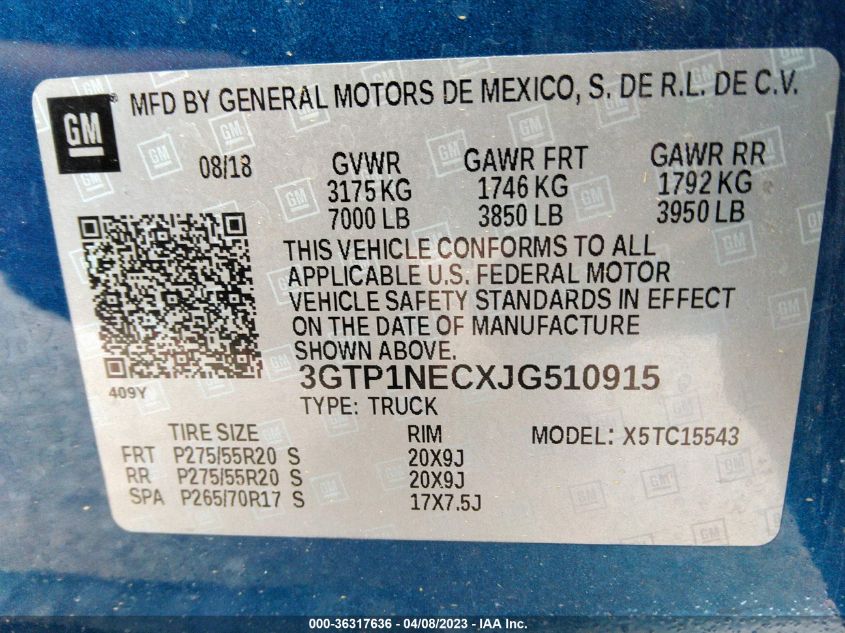 GM
MFD BY GENERAL MOTORS DE MEXICO, S. DE R.L. DE C.V.
08/18 GVWR GAWR FRT GAWR RR
3175 KG 1746 KG 1792 KG
7000 LB 3850 LB 3950 LB
THIS VEHICLE CONFORMS TO ALL
APPLICABLE U.S. FEDERAL MOTOR
VEHICLE SAFETY STANDARDS IN EFFECT
ON THE DATE OF MANUFACTURE
SHOWN ABOVE.
409Y
3GTP1NECXJG510915
TYPE: TRUCK
TIRE SIZE RIM MODEL: X5TC15543
FRT P275/55R20 S 20X9J
RR P275/55R20 S 20X9J
SPA P265/70R17 S 17X7.5J
000-36317636 - 04/08/2023 - IAA Inc.